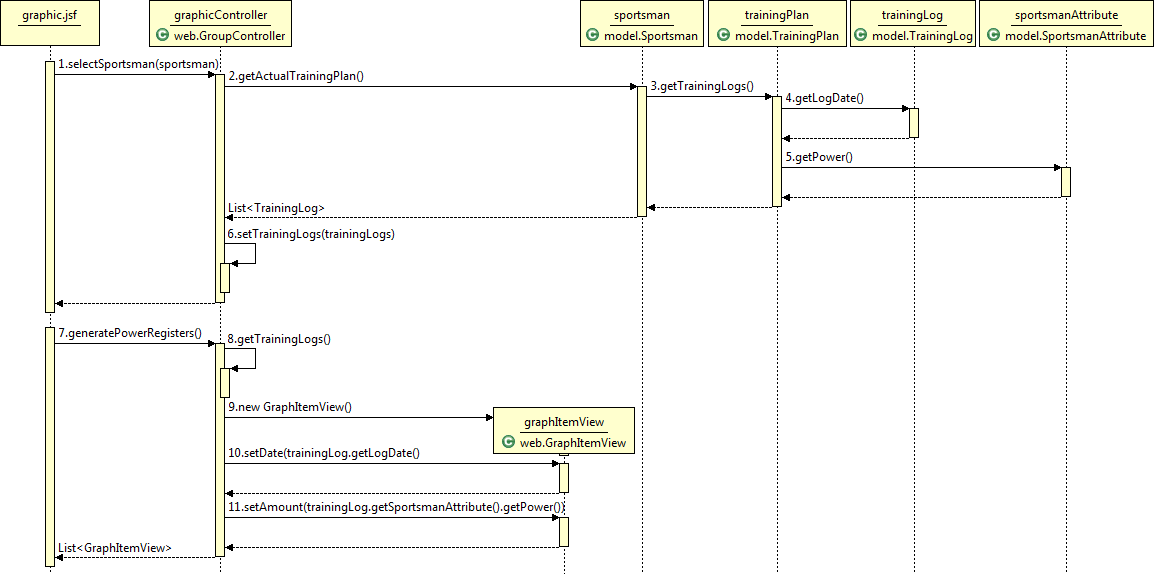 graphic.jsf
graphicController
C web.GroupController
sportsman
C model.Sportsman
trainingPlan
C model.TrainingPlan
trainingLog
C model.TrainingLog
sportsmanAttribute
C model.SportsmanAttribute
1.selectSportsman(sportsman)
2.getActualTrainingPlan()
3.getTrainingLogs()
4.getLogDate()
5.getPower()
List<TrainingLog>
6.setTrainingLogs(trainingLogs)
7.generatePowerRegisters()
8.getTrainingLogs()
9.new GraphItemView()
graphItemView
C web.GraphItemView
10.setDate(trainingLog.getLogDate()
11.setAmount(trainingLog.getSportsmanAttribute().getPower())
List<GraphItemView>